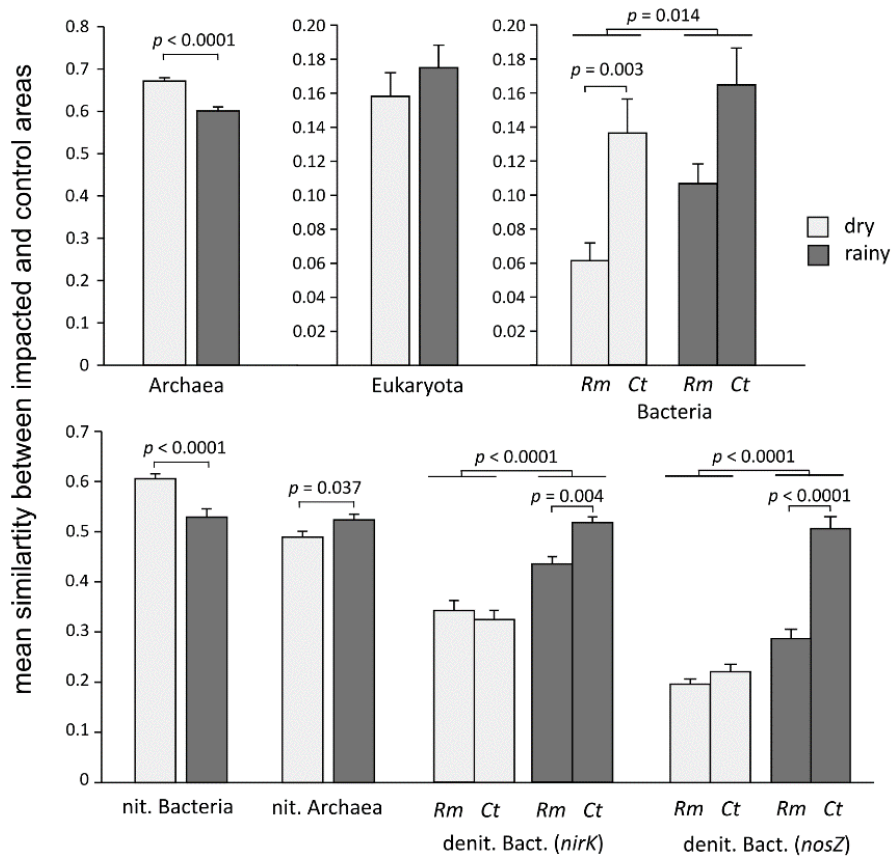 mean similartity between impacted and control areas
0.8
0.7
0.6
0.5
0.4
0.3
0.2
0.1
0
p < 0.0001
Archaea
0.20
0.18
0.16
0.14
0.12
0.10
0.08
0.06
0.04
0.02
Eukaryota
0.20
0.18
0.16
0.14
0.12
0.10
0.08
0.06
0.04
0.02
p = 0.014
p = 0.003
Rm Ct Rm Ct
Bacteria
dry
rainy
0.7
0.6
0.5
0.4
0.3
0.2
0.1
0
p < 0.0001
nit. Bacteria
p = 0.037
nit. Archaea
p < 0.0001
p = 0.004
Rm Ct Rm Ct
denit. Bact. (nirK)
p < 0.0001
p < 0.0001
Rm Ct Rm Ct
denit. Bact. (nosZ)